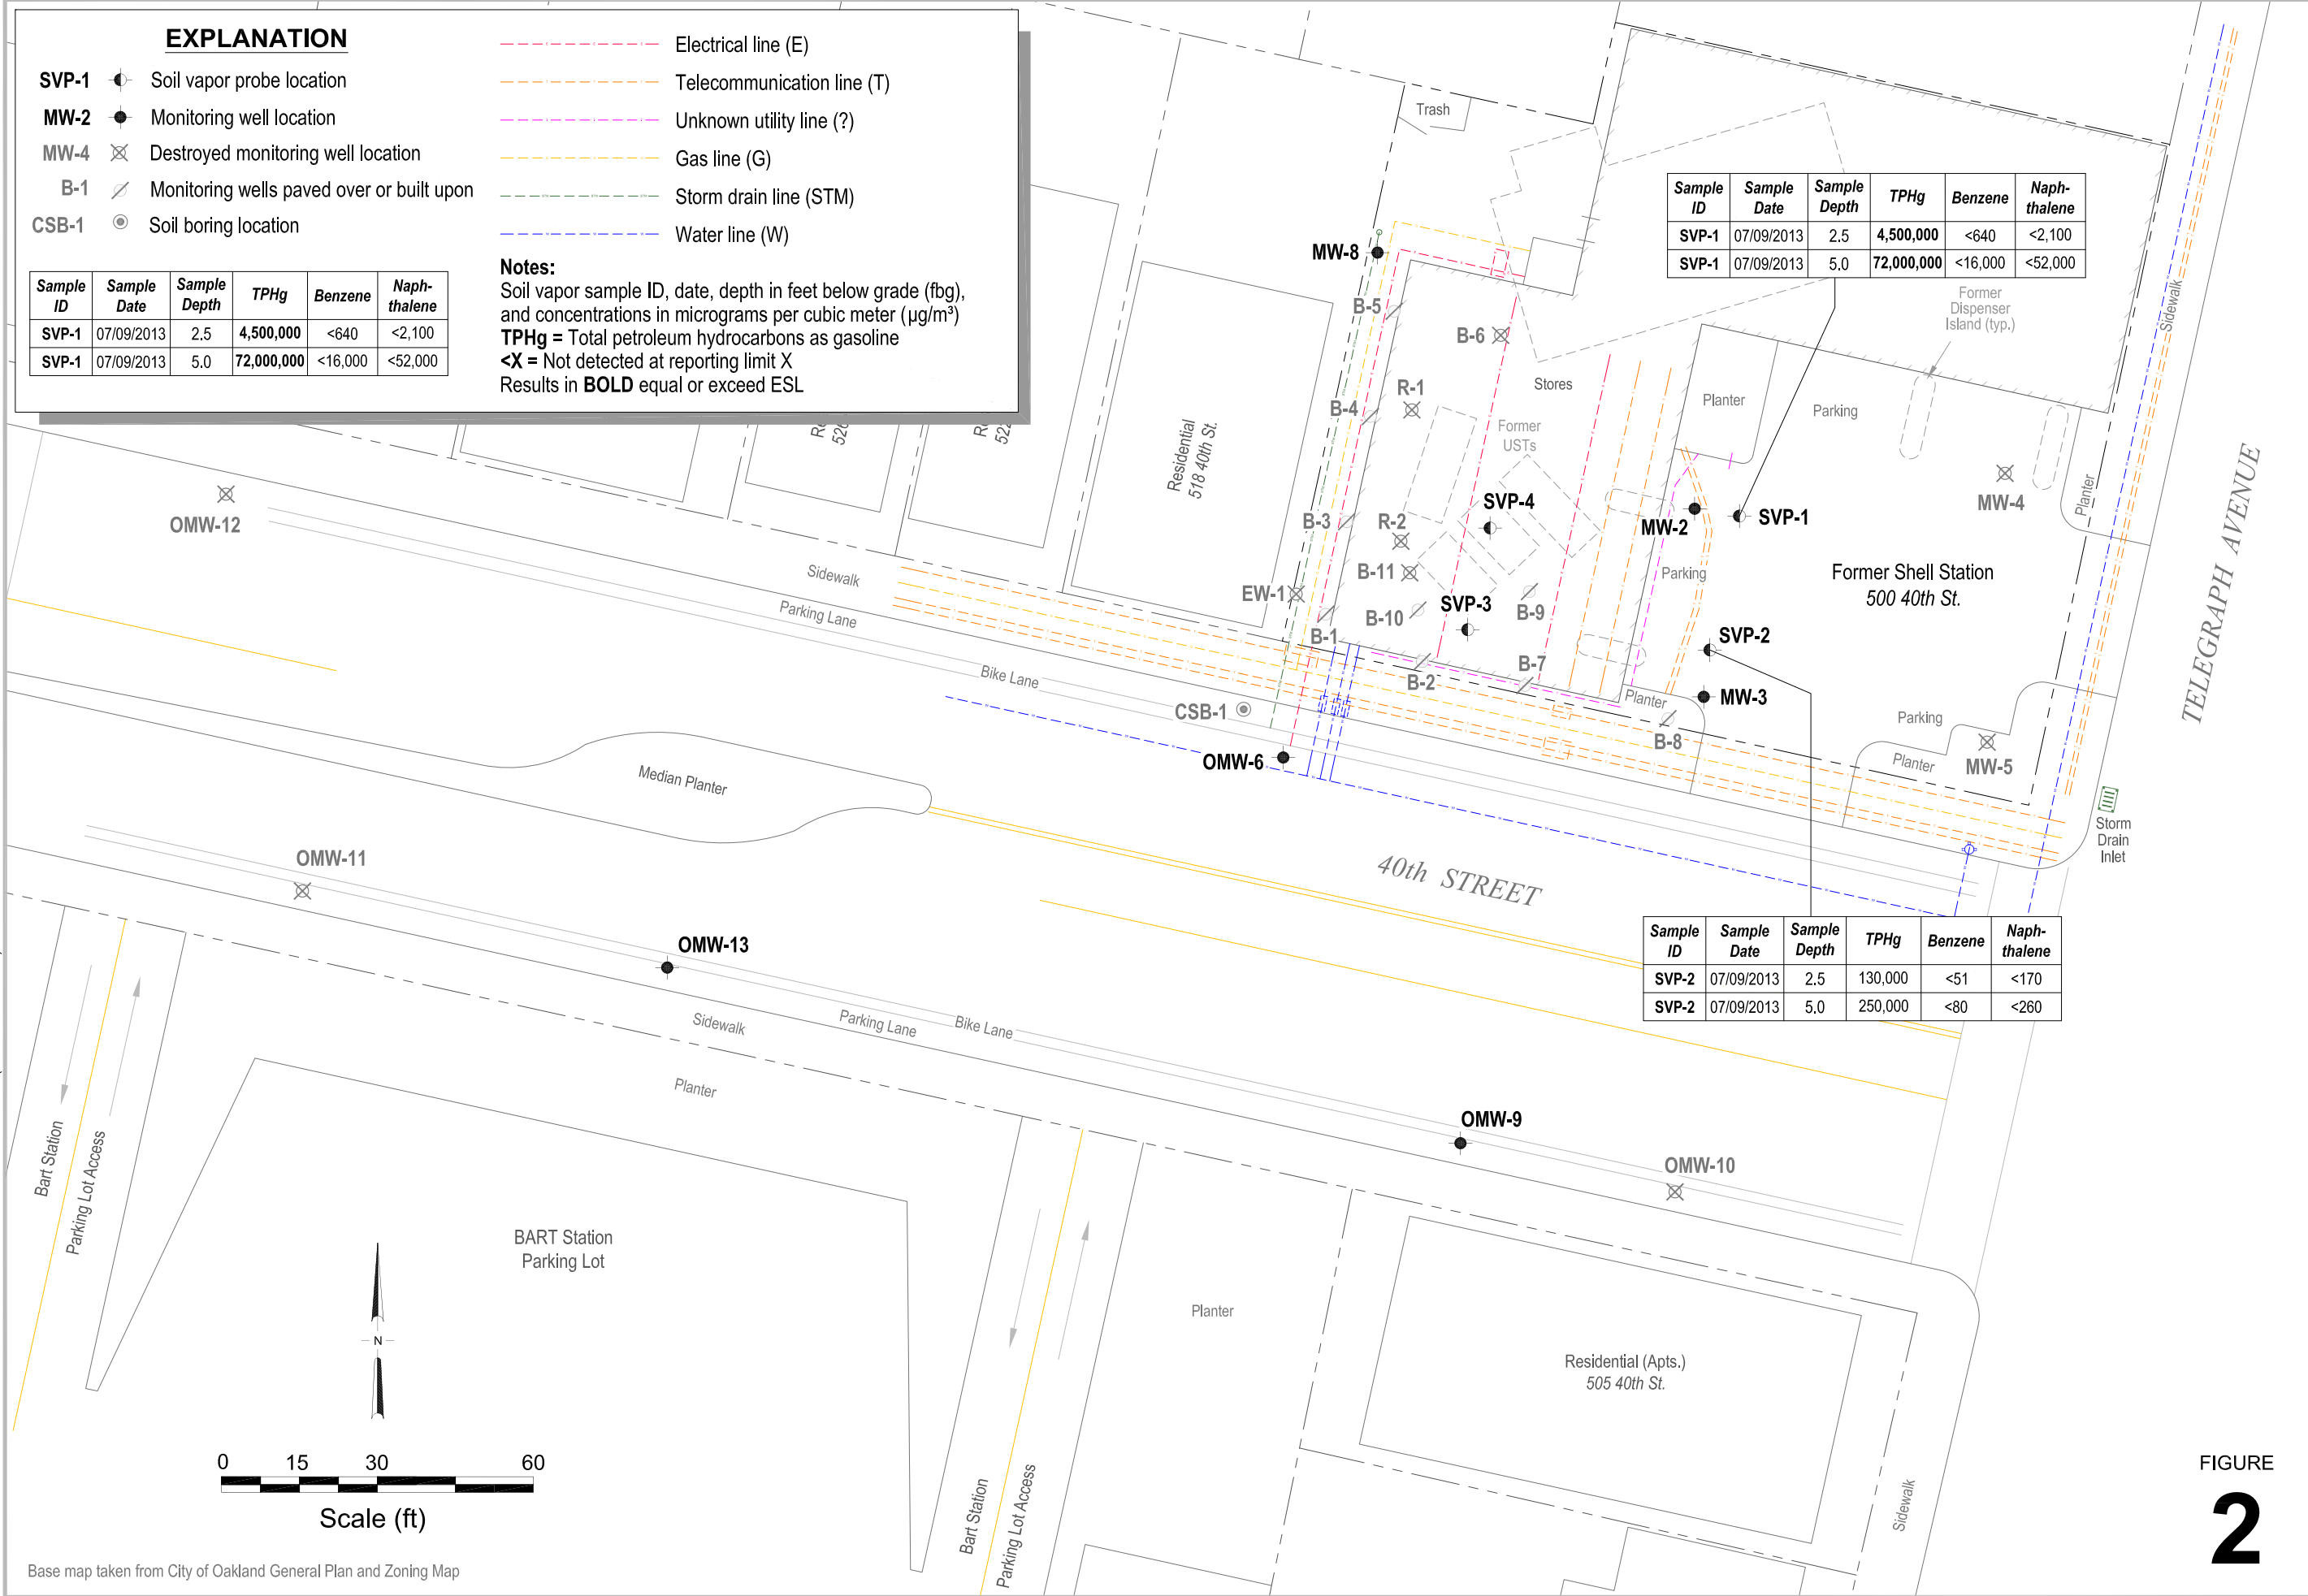 EXPLANATION
SVP-1 Soil vapor probe location
MW-2 Monitoring well location
MW-4 Destroyed monitoring well location
B-1 Monitoring wells paved over or built upon
CSB-1 Soil boring location
Electrical line (E)
Telecommunication line (T)
Unknown utility line (?)
Gas line (G)
Storm drain line (STM)
Water line (W)
Sample ID Sample Date Sample Depth TPHg Benzene Naph-thalene
SVP-1 07/09/2013 2.5 4,500,000 <640 <2,100
SVP-1 07/09/2013 5.0 72,000,000 <16,000 <52,000
Notes:
Soil vapor sample ID, date, depth in feet below grade (fbg),
and concentrations in micrograms per cubic meter (µg/m³)
TPHg = Total petroleum hydrocarbons as gasoline
<X = Not detected at reporting limit X
Results in BOLD equal or exceed ESL
Trash
Sample ID Sample Date Sample Depth TPHg Benzene Naph-thalene
SVP-1 07/09/2013 2.5 4,500,000 <640 <2,100
SVP-1 07/09/2013 5.0 72,000,000 <16,000 <52,000
MW-8
B-5
B-6
Former
Dispenser
Island (typ.)
Sidewalk
R-1
Stores
B-4
Planter
Parking
Former
USTs
Residential
518 40th St.
MW-4
Planter
TELEGRAPH AVENUE
OMW-12
B-3
R-2
SVP-4
MW-2
SVP-1
Sidewalk
Parking Lane
EW-1
B-11
B-10
SVP-3
B-9
Parking
Former Shell Station
500 40th St.
B-1
SVP-2
Bike Lane
B-2
B-7
Planter
MW-3
CSB-1
B-8
Parking
Planter
MW-5
OMW-6
Median Planter
Storm
Drain
Inlet
40th STREET
OMW-11
OMW-13
Sample ID Sample Date Sample Depth TPHg Benzene Naph-thalene
SVP-2 07/09/2013 2.5 130,000 <51 <170
SVP-2 07/09/2013 5.0 250,000 <80 <260
Sidewalk
Parking Lane
Bike Lane
Planter
OMW-9
OMW-10
Bart Station
Parking Lot Access
BART Station
Parking Lot
Planter
Residential (Apts.)
505 40th St.
N
0 15 30 60
Scale (ft)
Bart Station
Parking Lot Access
Sidewalk
FIGURE
2
Base map taken from City of Oakland General Plan and Zoning Map